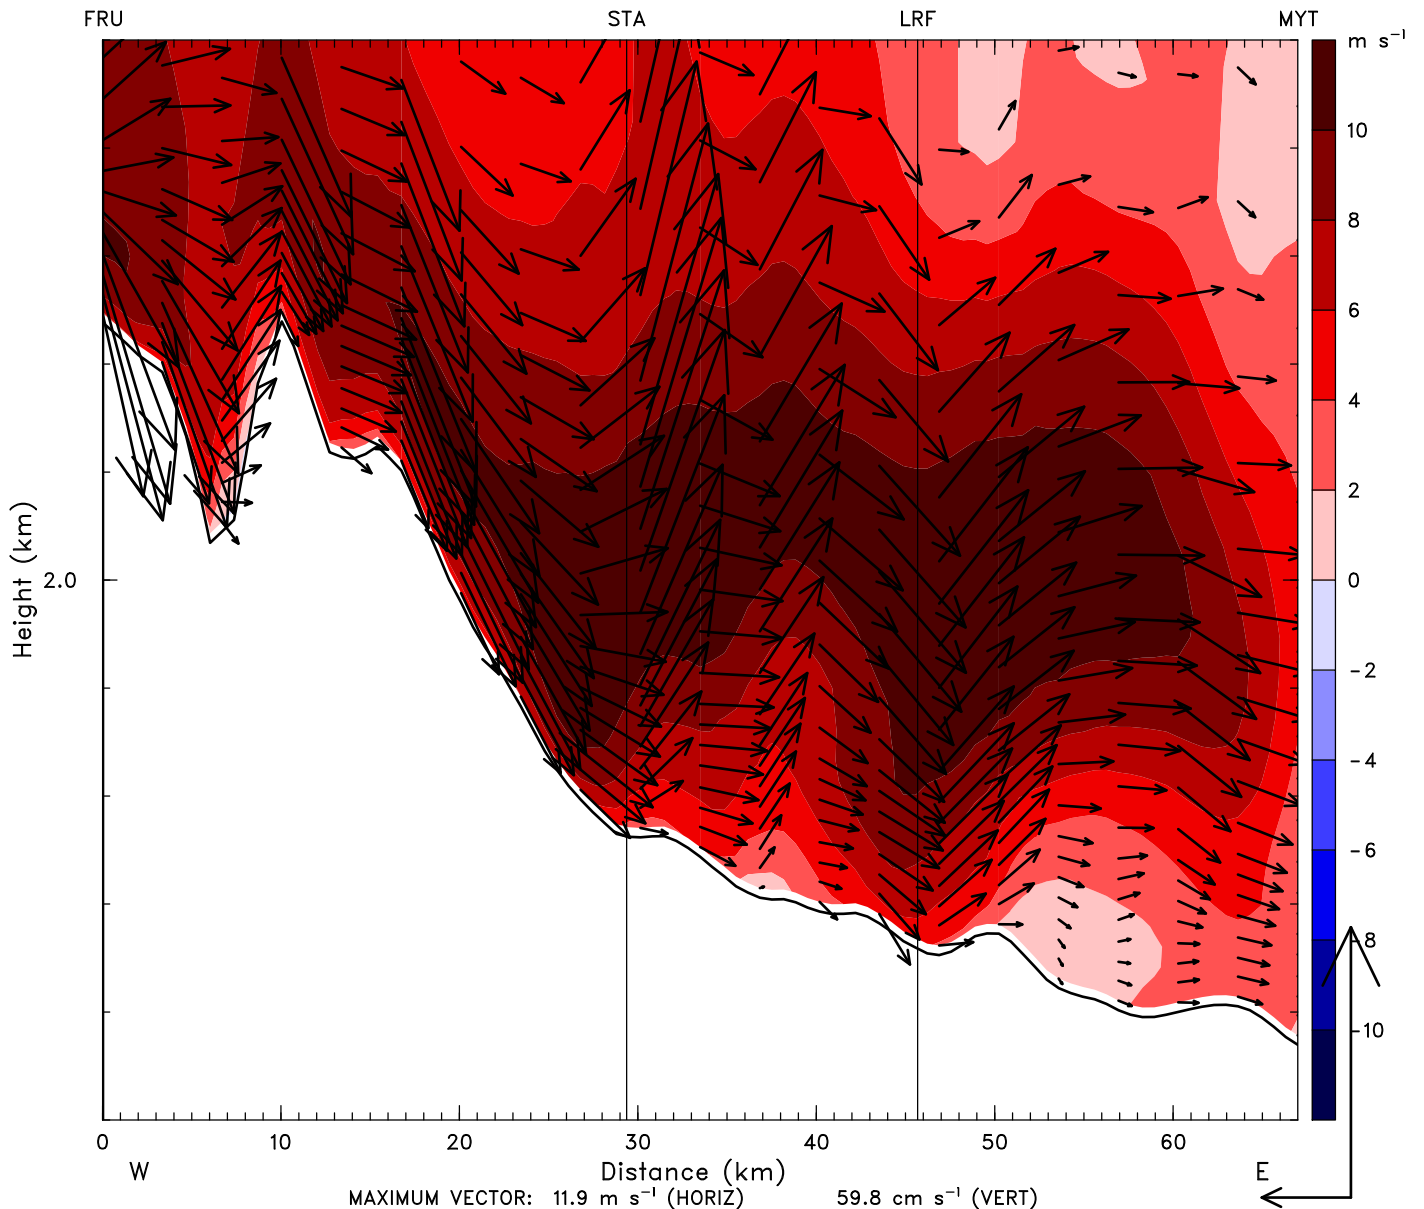 FRU STA LRF MYT
m s⁻¹
10
8
6
4
2
0
-2
-4
-6
-8
-10
Height (km)
2.0
0 10 20 30 40 50 60
W Distance (km) E
MAXIMUM VECTOR: 11.9 m s⁻¹ (HORIZ) 59.8 cm s⁻¹ (VERT)